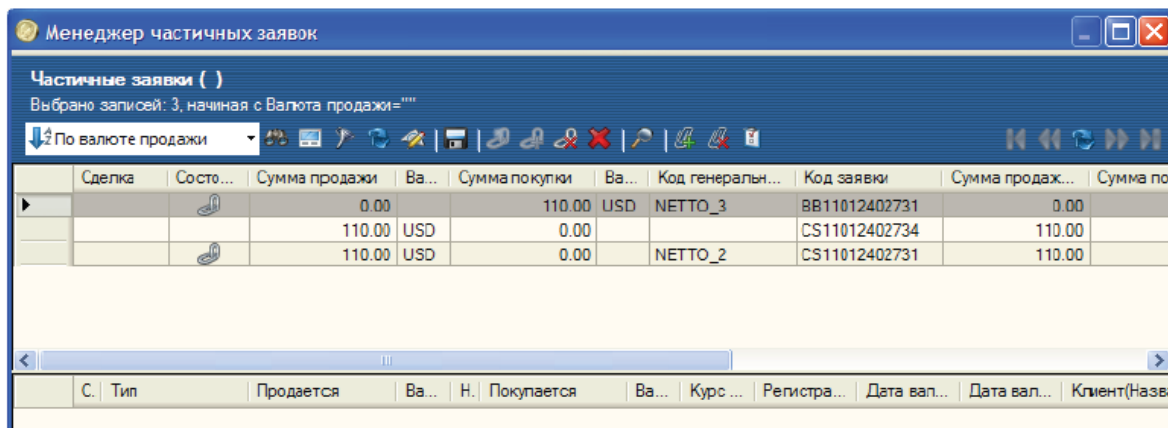 Менеджер частичных заявок
Частичные заявки ( )
Выбрано записей: 3, начиная с Валюта продажи=""
По валюте продажи
Сделка Состо... Сумма продажи Ва... Сумма покупки Ва... Код генеральн... Код заявки Сумма продаж... Сумма по
0.00 110.00 USD NETTO_3 BB11012402731 0.00
110.00 USD 0.00 CS11012402734 110.00
110.00 USD 0.00 NETTO_2 CS11012402731 110.00
С. Тип Продается Ва... Н. Покупается Ва... Курс ... Регистра... Дата вал... Дата вал... Клиент(Назва